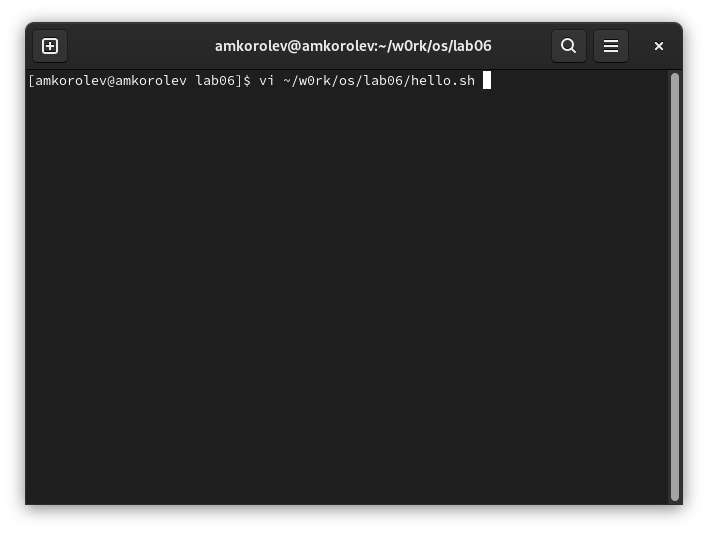 amkorolev@amkorolev:~/w0rk/os/lab06
[amkorolev@amkorolev lab06]$ vi ~/w0rk/os/lab06/hello.sh